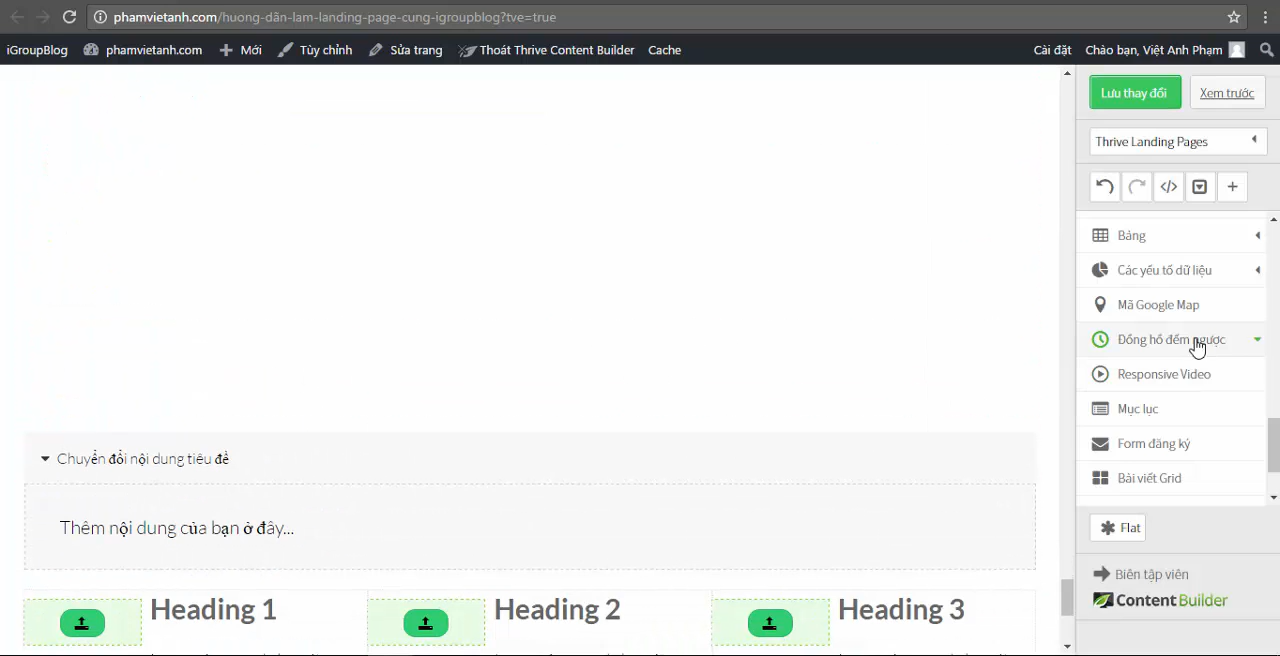 phamvietanh.com/huong-dãn-lam-landing-page-cung-igroupblog?tve=true
iGroupBlog phamvietanh.com Mới Tùy chỉnh Sửa trang Thoát Thrive Content Builder Cache Cài đặt Chào bạn, Việt Anh Phạm
Lưu thay đổi Xem trước
Thrive Landing Pages
Bảng
Các yếu tố dữ liệu
Mã Google Map
Đồng hồ đếm ngược
Responsive Video
Mục lục
Form đăng ký
Bài viết Grid
Flat
Biên tập viên
Content Builder
Chuyển đổi nội dung tiêu đề
Thêm nội dung của bạn ở đây...
Heading 1 Heading 2 Heading 3